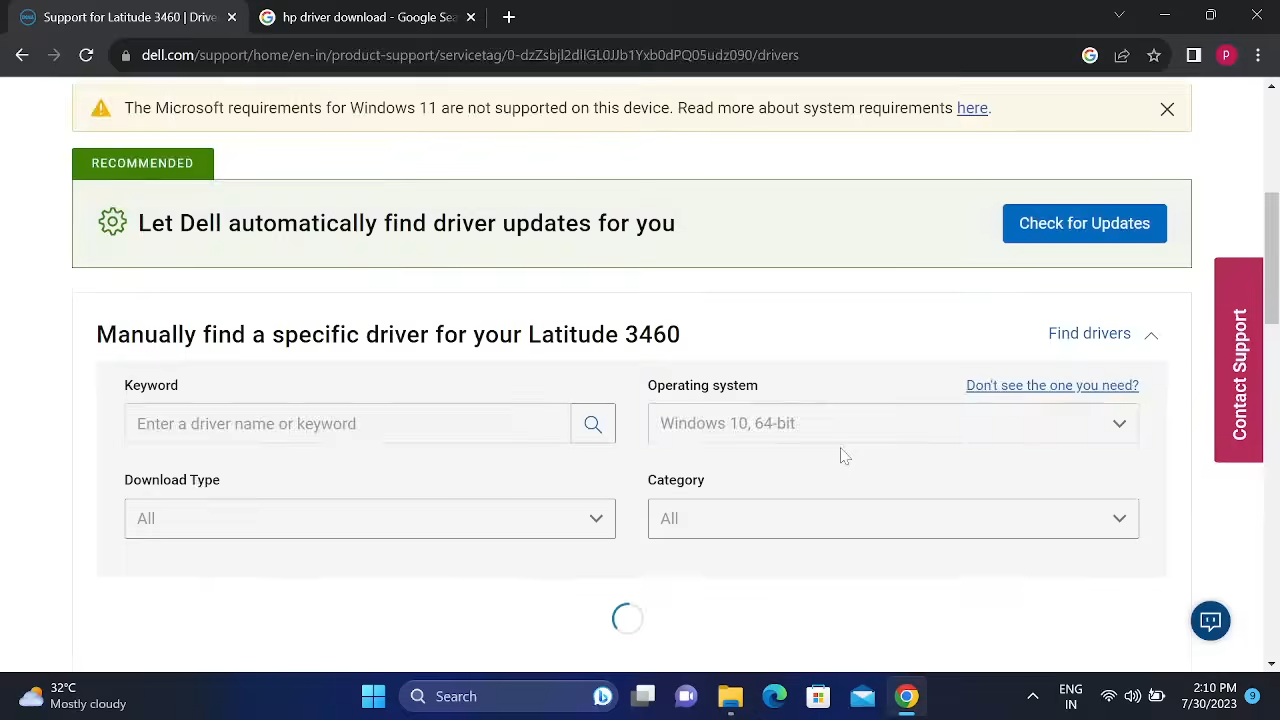 Support for Latitude 3460 | Drive
hp driver download - Google Sea
dell.com/support/home/en-in/product-support/servicetag/0-dzZsbjl2dllGL0Jb1Yxb0dPQ05udz090/drivers
P
The Microsoft requirements for Windows 11 are not supported on this device. Read more about system requirements here.
RECOMMENDED
Let Dell automatically find driver updates for you
Check for Updates
Contact Support
Manually find a specific driver for your Latitude 3460
Find drivers
Keyword
Operating system
Don't see the one you need?
Enter a driver name or keyword
Windows 10, 64-bit
Download Type
Category
All
All
32°C
Mostly cloudy
Search
ENG
IN
2:10 PM
7/30/2023
9